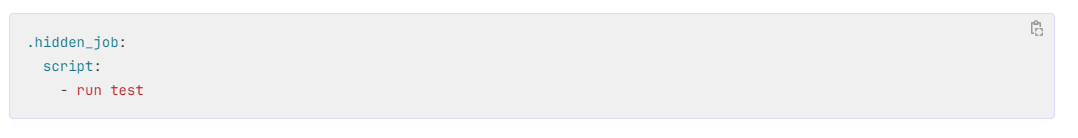 .hidden_job:
  script:
    - run test